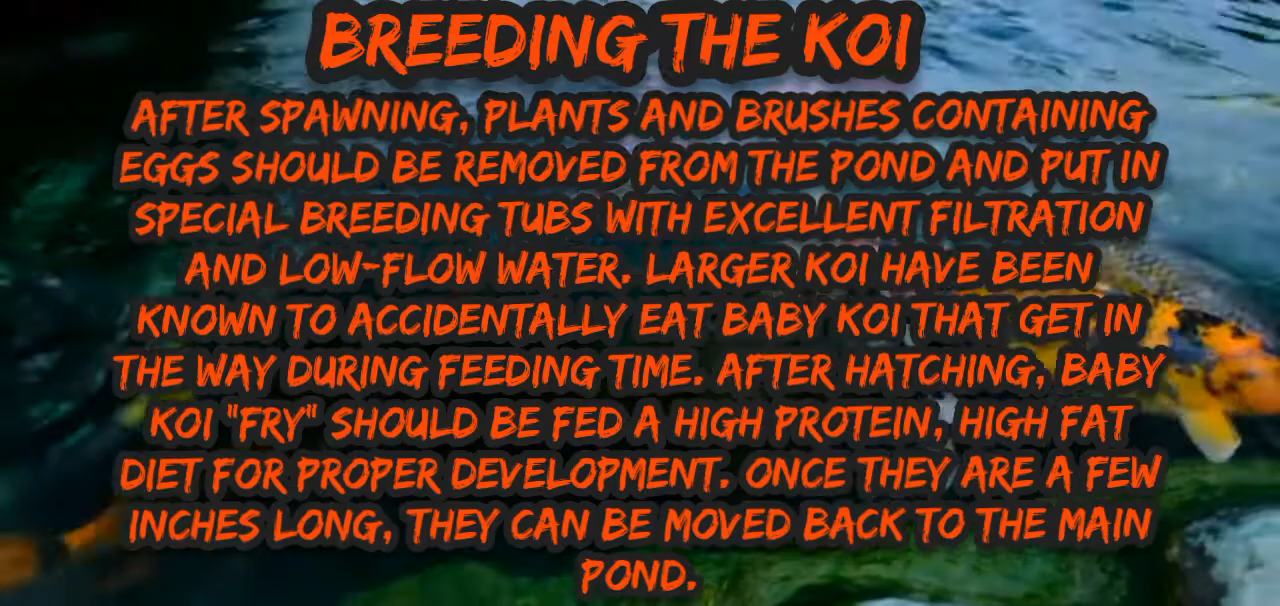 BREEDING THE KOI
AFTER SPAWNING, PLANTS AND BRUSHES CONTAINING
EGGS SHOULD BE REMOVED FROM THE POND AND PUT IN
SPECIAL BREEDING TUBS WITH EXCELLENT FILTRATION
AND LOW-FLOW WATER. LARGER KOI HAVE BEEN
KNOWN TO ACCIDENTALLY EAT BABY KOI THAT GET IN
THE WAY DURING FEEDING TIME. AFTER HATCHING, BABY
KOI "FRY" SHOULD BE FED A HIGH PROTEIN, HIGH FAT
DIET FOR PROPER DEVELOPMENT. ONCE THEY ARE A FEW
INCHES LONG, THEY CAN BE MOVED BACK TO THE MAIN
POND.